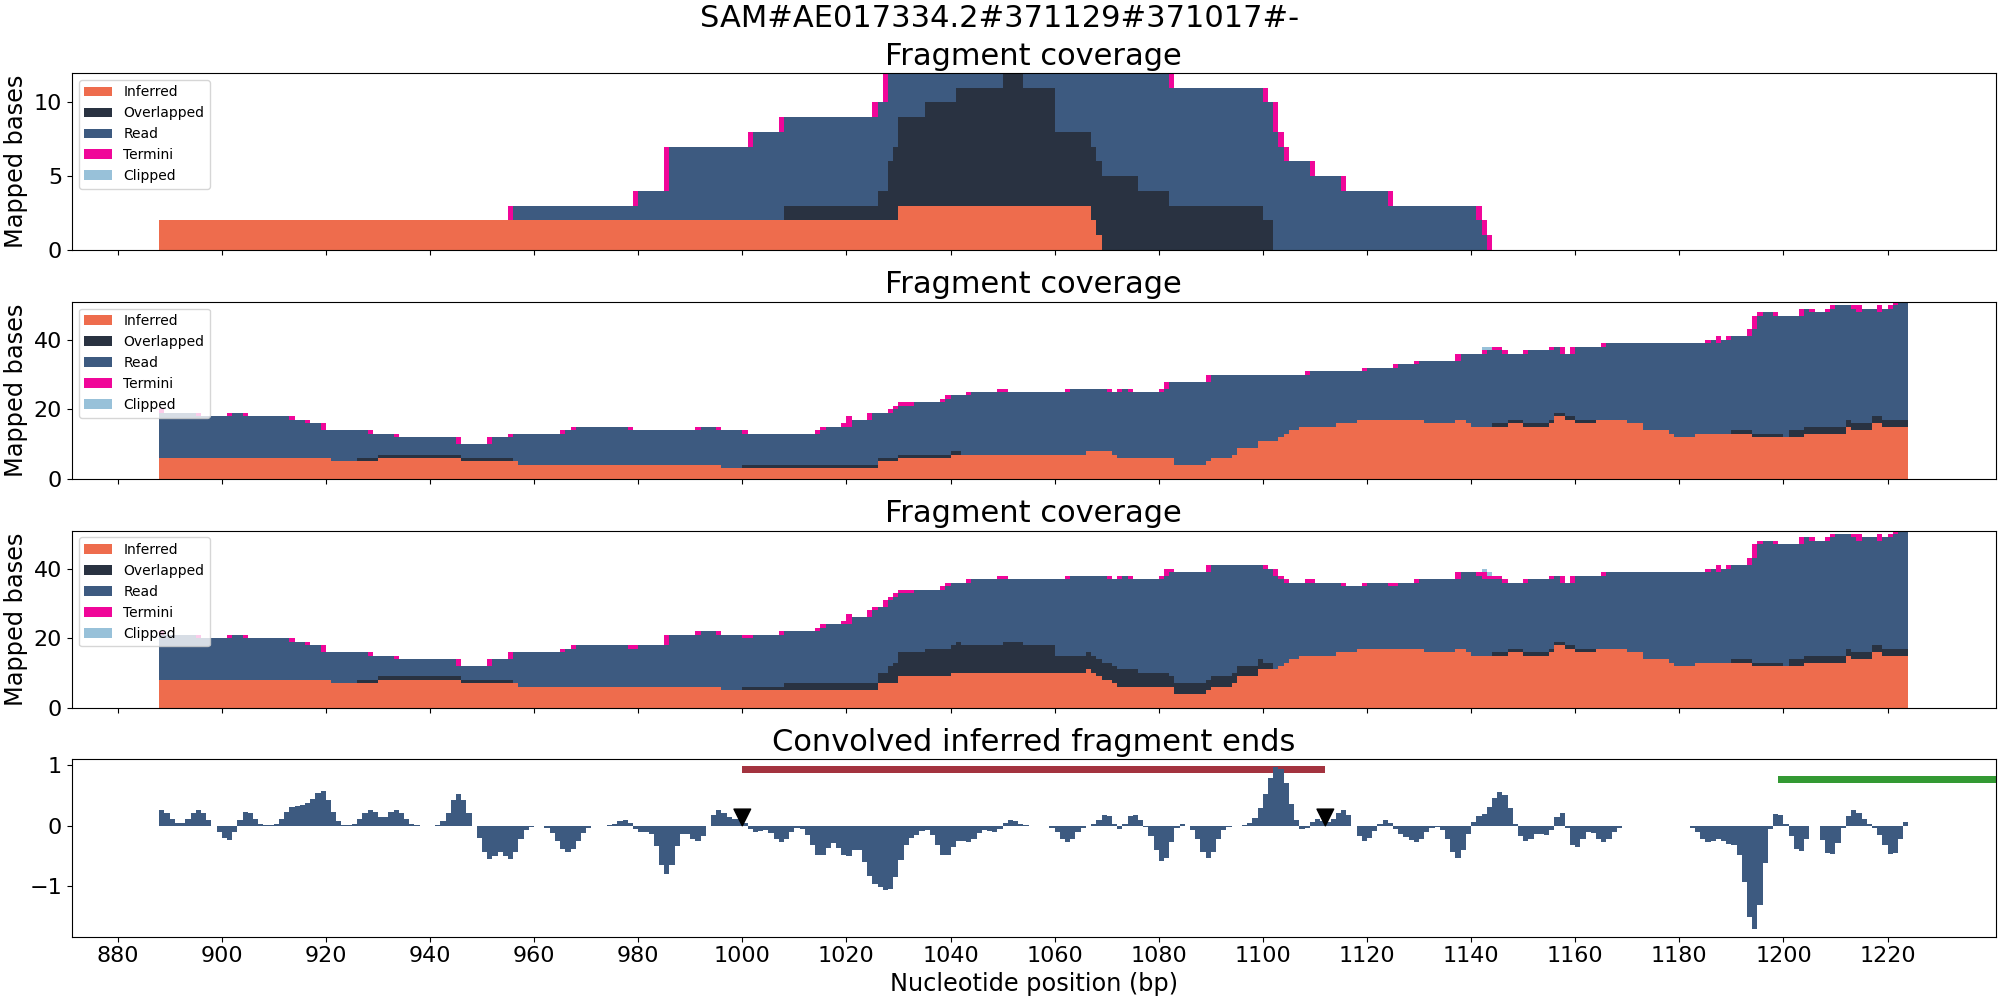 SAM#AE017334.2#371129#371017#-
Fragment coverage
Mapped bases
10
5
0
Inferred
Overlapped
Read
Termini
Clipped
Fragment coverage
Mapped bases
40
20
0
Inferred
Overlapped
Read
Termini
Clipped
Fragment coverage
Mapped bases
40
20
0
Inferred
Overlapped
Read
Termini
Clipped
Convolved inferred fragment ends
1
0
−1
880 900 920 940 960 980 1000 1020 1040 1060 1080 1100 1120 1140 1160 1180 1200 1220
Nucleotide position (bp)